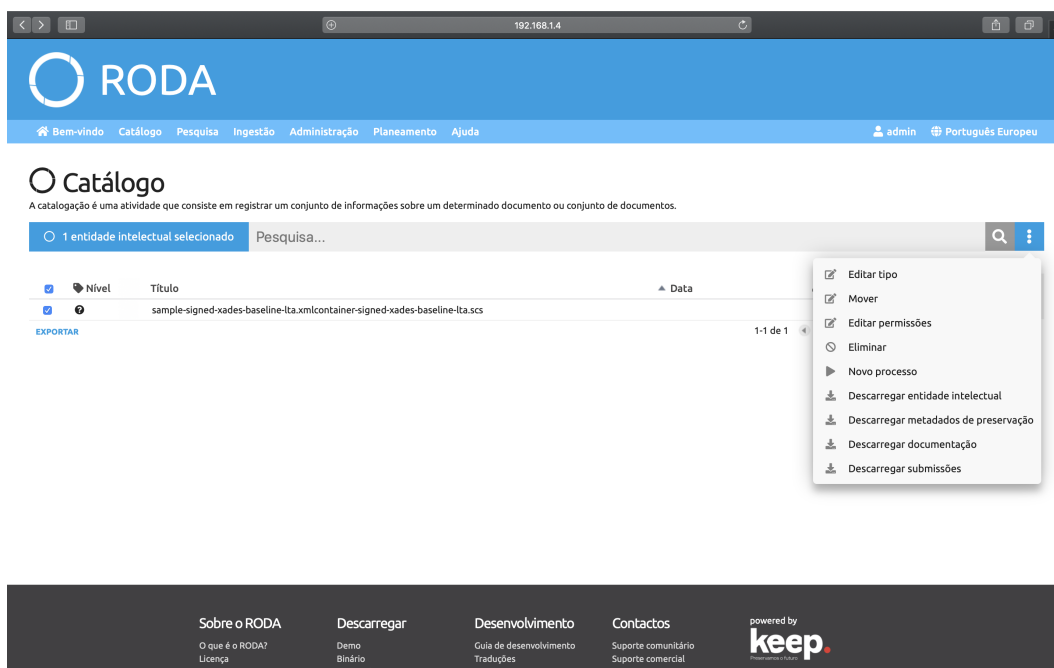 192.168.1.4
RODA
Bem-vindo Catálogo Pesquisa Ingestão Administração Planeamento Ajuda admin Português Europeu
Catálogo
A catalogação é uma atividade que consiste em registrar um conjunto de informações sobre um determinado documento ou conjunto de documentos.
1 entidade intelectual selecionado Pesquisa...
Nível Título Data
sample-signed-xades-baseline-lta.xmlcontainer-signed-xades-baseline-lta.scs
EXPORTAR 1-1 de 1
Editar tipo
Mover
Editar permissões
Eliminar
Novo processo
Descarregar entidade intelectual
Descarregar metadados de preservação
Descarregar documentação
Descarregar submissões
Sobre o RODA Descarregar Desenvolvimento Contactos powered by
O que é o RODA? Demo Guia de desenvolvimento Suporte comunitário keep.
Licença Binário Traduções Suporte comercial Preservamos o futuro